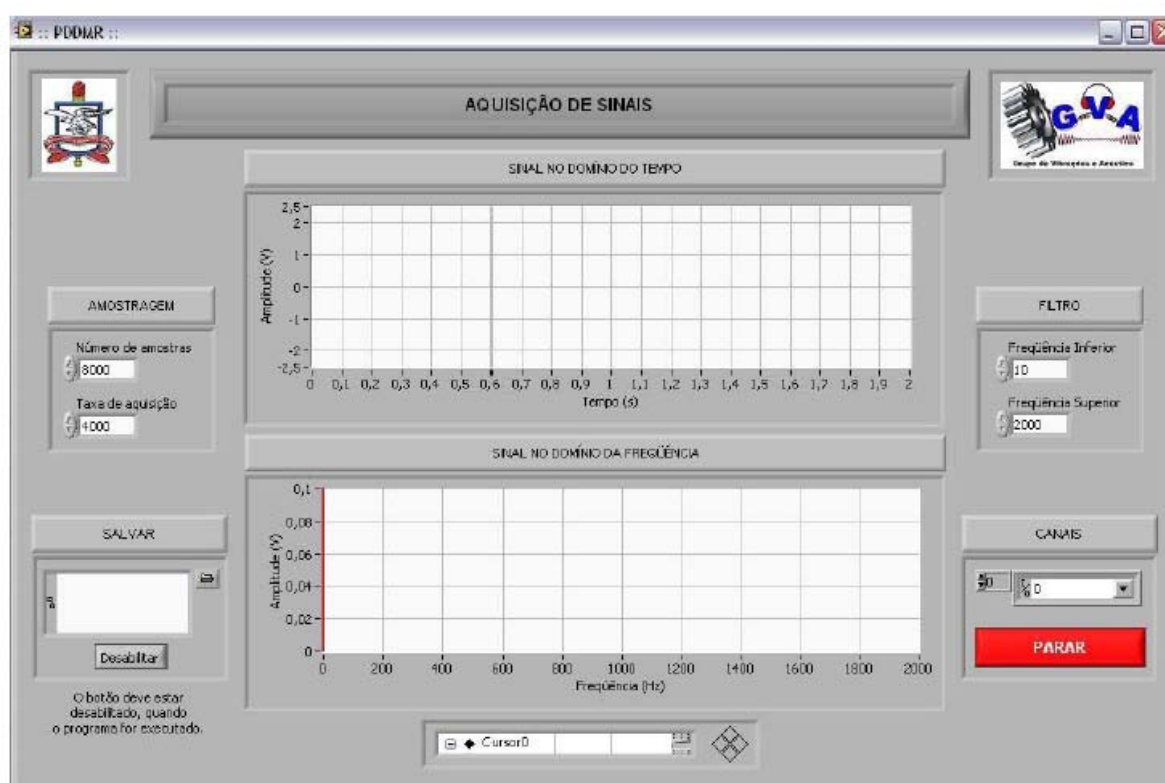 :: PDDMR ::
AQUISIÇÃO DE SINAIS
GVA
Grupo de Vibrações e Acústica
SINAL NO DOMÍNIO DO TEMPO
2,5
2
1
0
-1
-2
-2,5
Amplitude (V)
0 0,1 0,2 0,3 0,4 0,5 0,6 0,7 0,8 0,9 1 1,1 1,2 1,3 1,4 1,5 1,6 1,7 1,8 1,9 2
Tempo (s)
AMOSTRAGEM
Número de amostras
8000
Taxa de aquisição
4000
FILTRO
Freqüência Inferior
10
Freqüência Superior
2000
SINAL NO DOMÍNIO DA FREQÜÊNCIA
0,1
0,08
0,06
0,04
0,02
0
Amplitude (V)
0 200 400 600 800 1000 1200 1400 1600 1800 2000
Freqüência (Hz)
SALVAR
Desabilitar
O botão deve estar
desabilitado, quando
o programa for executado.
CANAIS
0
0
PARAR
Cursor0